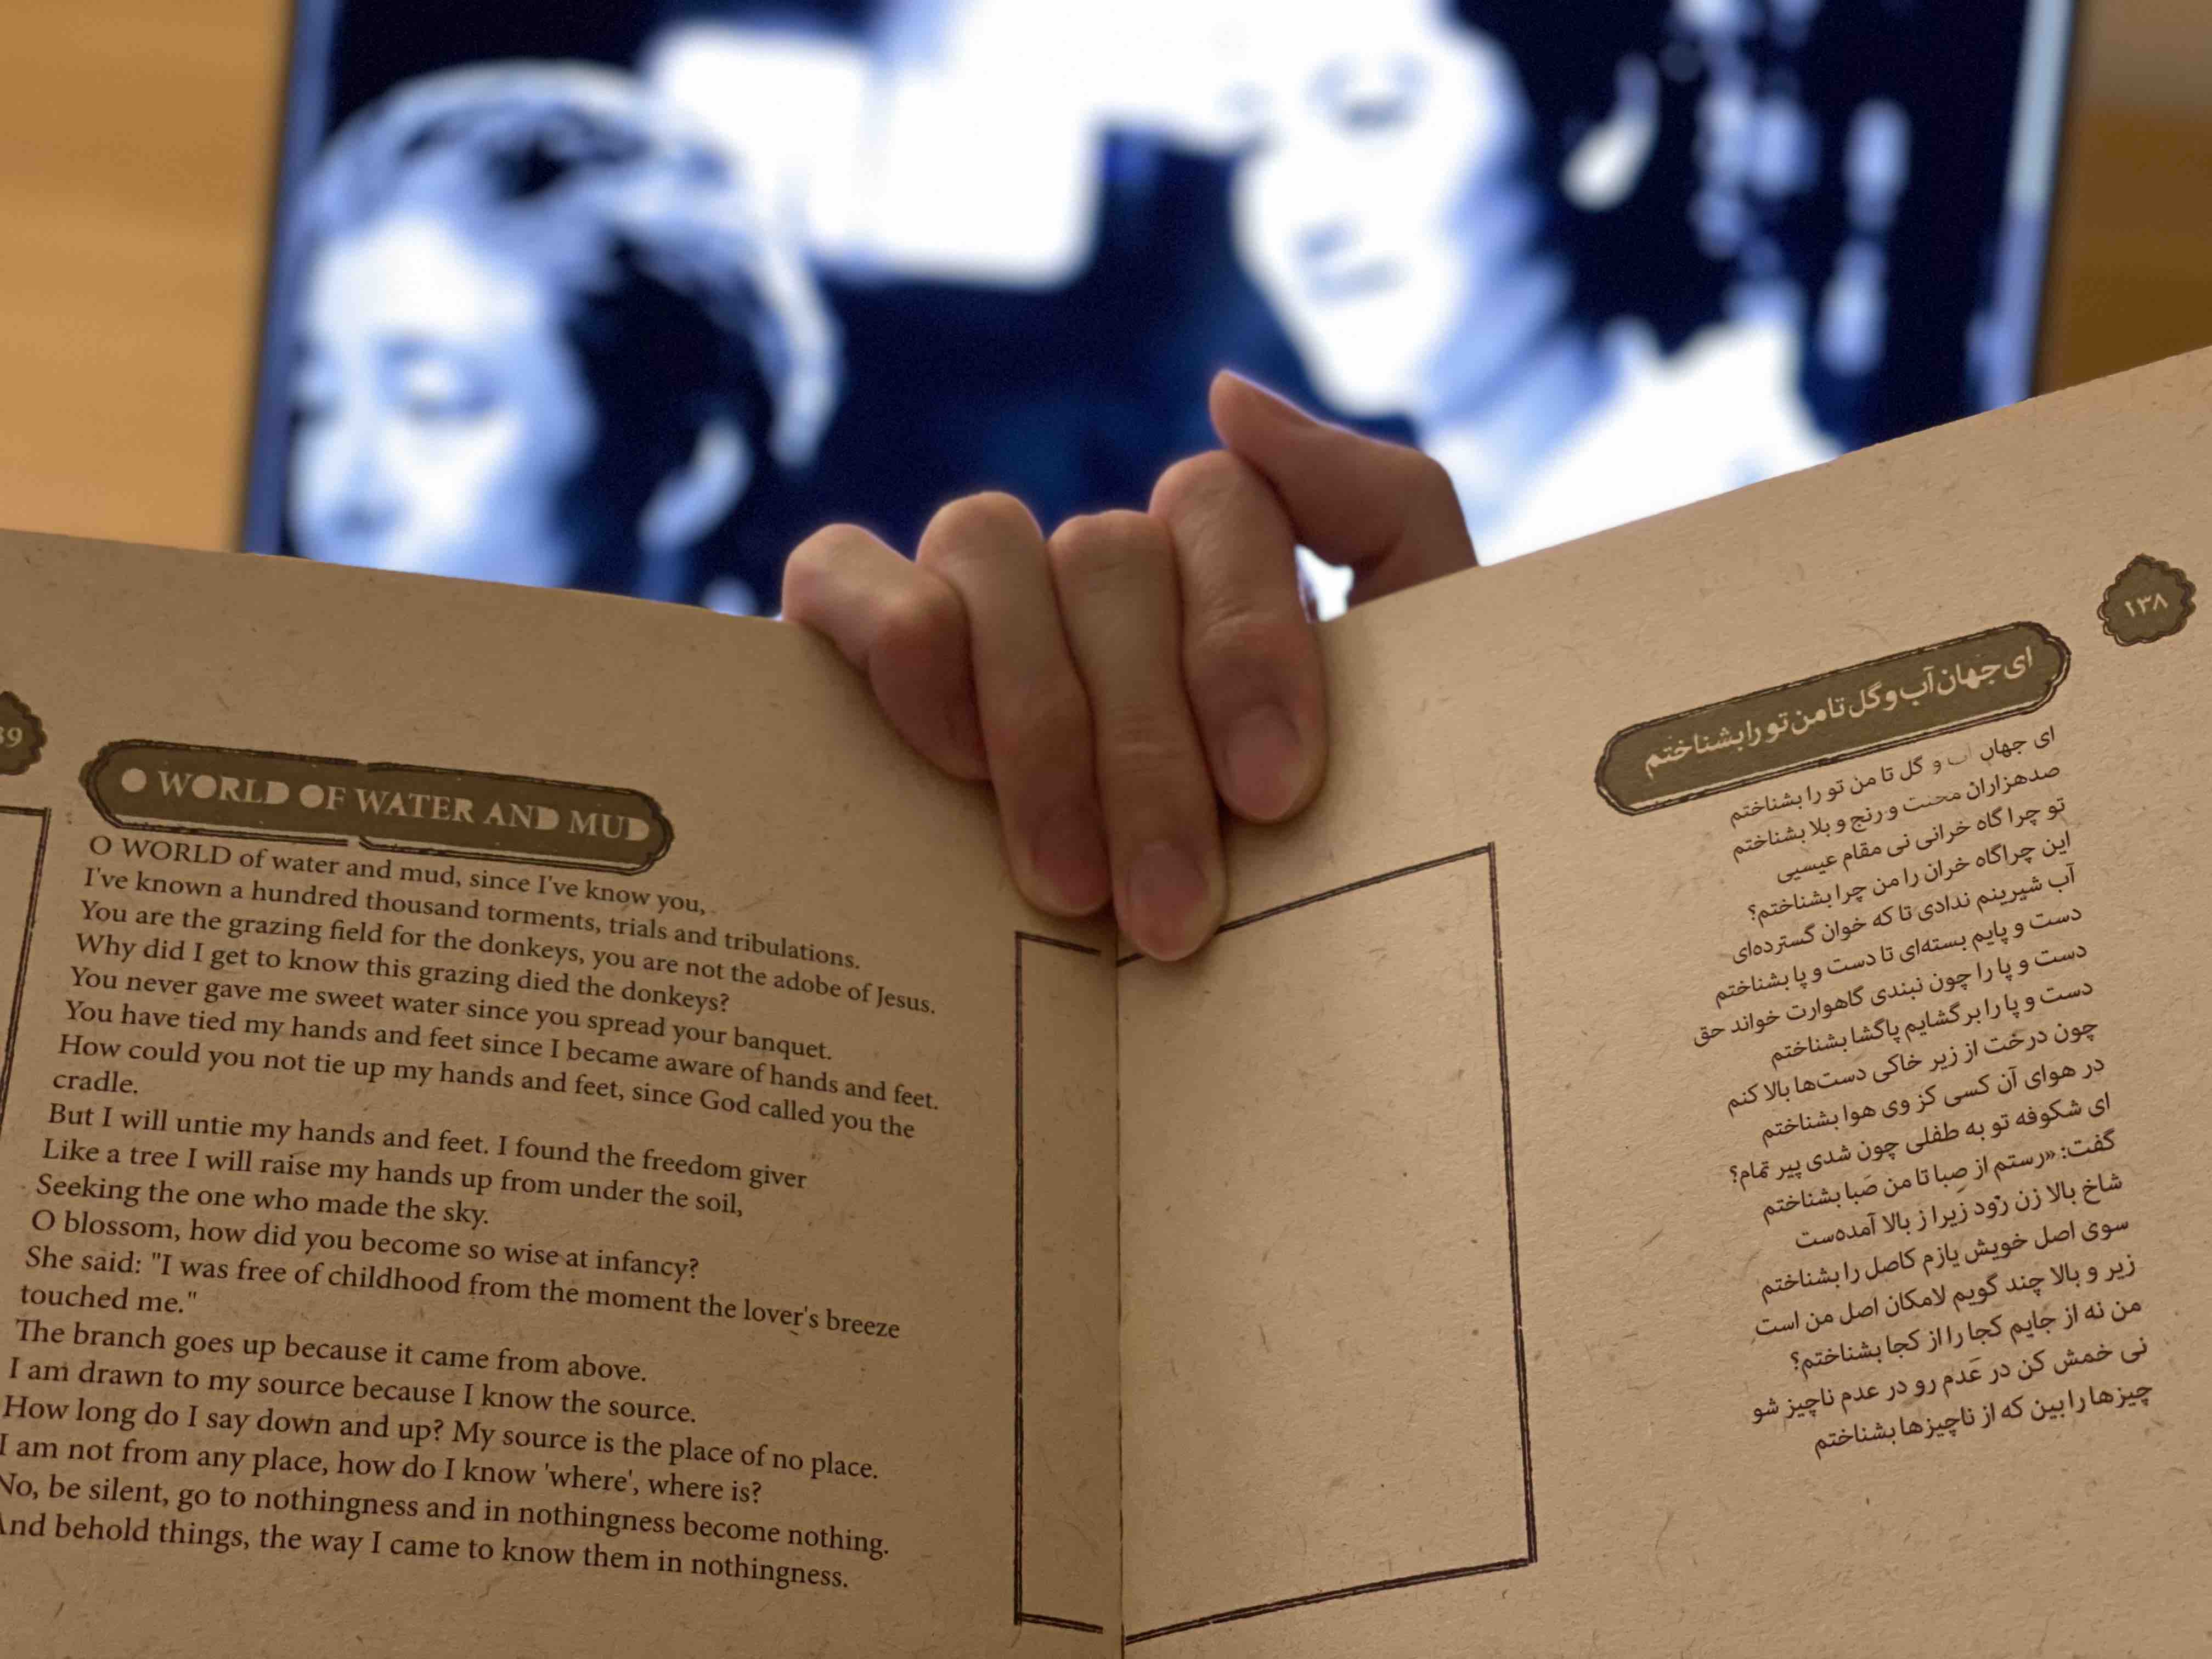 O WORLD OF WATER AND MUD
O WORLD of water and mud, since I've know you,
I've known a hundred thousand torments, trials and tribulations.
You are the grazing field for the donkeys, you are not the adobe of Jesus.
Why did I get to know this grazing died the donkeys?
You never gave me sweet water since you spread your banquet.
You have tied my hands and feet since I became aware of hands and feet.
How could you not tie up my hands and feet, since God called you the
cradle.
But I will untie my hands and feet. I found the freedom giver
Like a tree I will raise my hands up from under the soil,
Seeking the one who made the sky.
O blossom, how did you become so wise at infancy?
She said: "I was free of childhood from the moment the lover's breeze
touched me."
The branch goes up because it came from above.
I am drawn to my source because I know the source.
How long do I say down and up? My source is the place of no place.
I am not from any place, how do I know 'where', where is?
No, be silent, go to nothingness and in nothingness become nothing.
And behold things, the way I came to know them in nothingness.
۱۳۸
ای جهان آب و گل تا من تو را بشناختم
ای جهان آب و گل تا من تو را بشناختم
صدهزاران محنت و رنج و بلا بشناختم
تو چراگاه خرانی نی مقام عیسیی
این چراگاه خران را من چرا بشناختم؟
آب شیرینم ندادی تا که خوان گسترده‌ای
دست و پایم بسته‌ای تا دست و پا بشناختم
دست و پا را چون نبندی گاهوارت خواند حق
دست و پا را برگشایم پاگشا بشناختم
چون درخت از زیر خاکی دست‌ها بالا کنم
در هوای آن کسی کز وی هوا بشناختم
ای شکوفه تو به طفلی چون شدی پیر تمام؟
گفت: «رستم از صبا تا من صَبا بشناختم
شاخ بالا زن رَوَد زیرا ز بالا آمده‌ست
سوی اصل خویش یازم کاصل را بشناختم
زیر و بالا چند گویم لامکان اصل من است
من نه از جایم کجا را از کجا بشناختم؟
نی خمش کن در عَدم رو در عدم ناچیز شو
چیزها را بین که از ناچیزها بشناختم